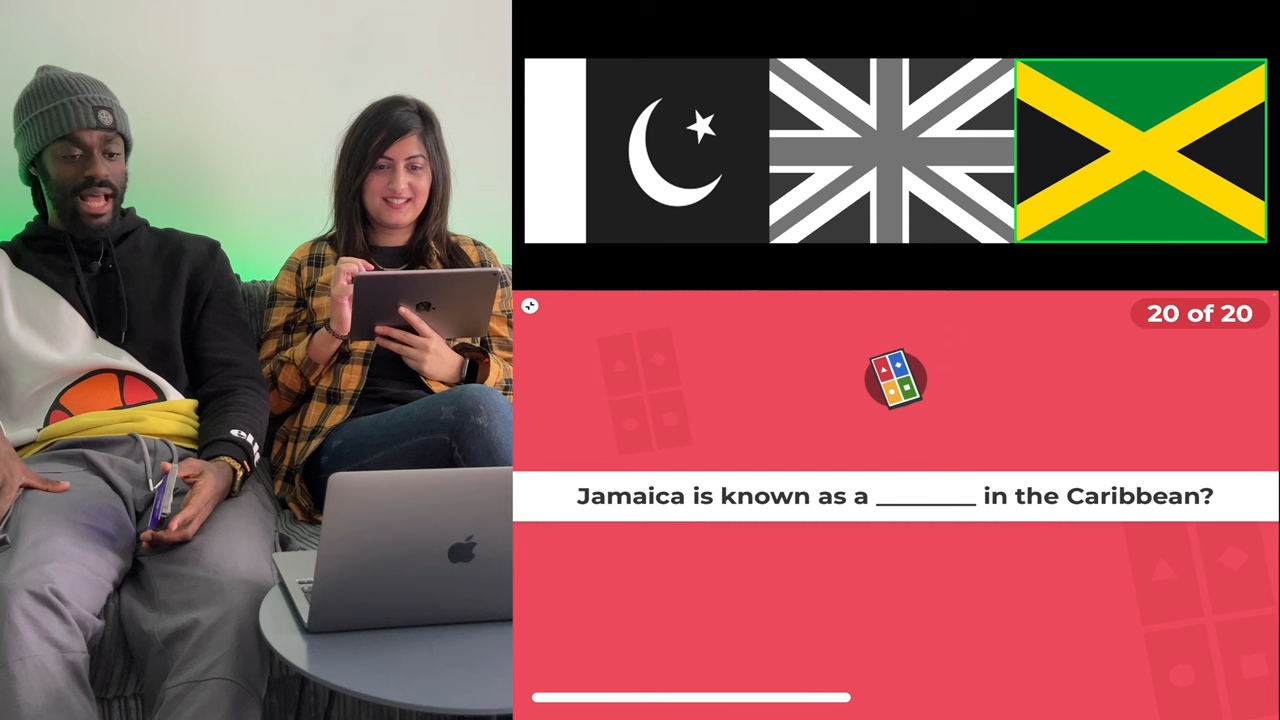 20 of 20
Jamaica is known as a ________ in the Caribbean?